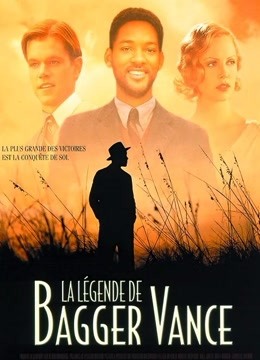 LA PLUS GRANDE DES VICTOIRES
EST LA CONQUÊTE DE SOI.
LA LÉGENDE DE
BAGGER VANCE